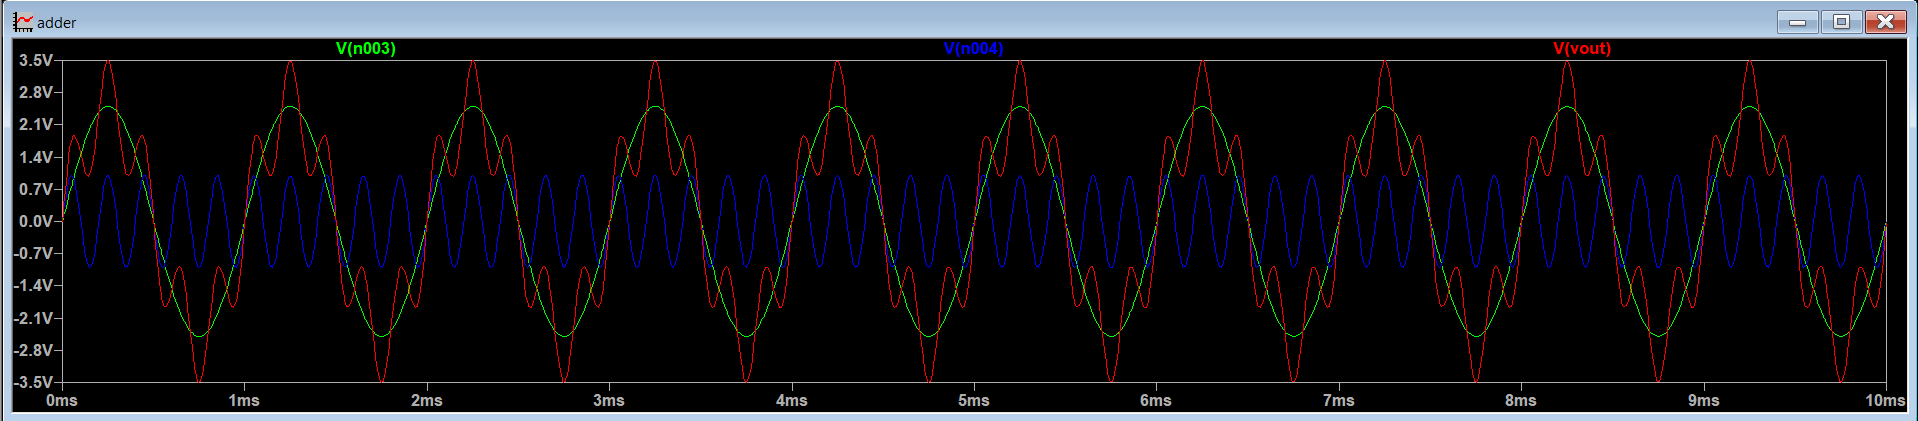 adder
V(n003) V(n004) V(vout)
3.5V
2.8V
2.1V
1.4V
0.7V
0.0V
-0.7V
-1.4V
-2.1V
-2.8V
-3.5V
0ms 1ms 2ms 3ms 4ms 5ms 6ms 7ms 8ms 9ms 10ms